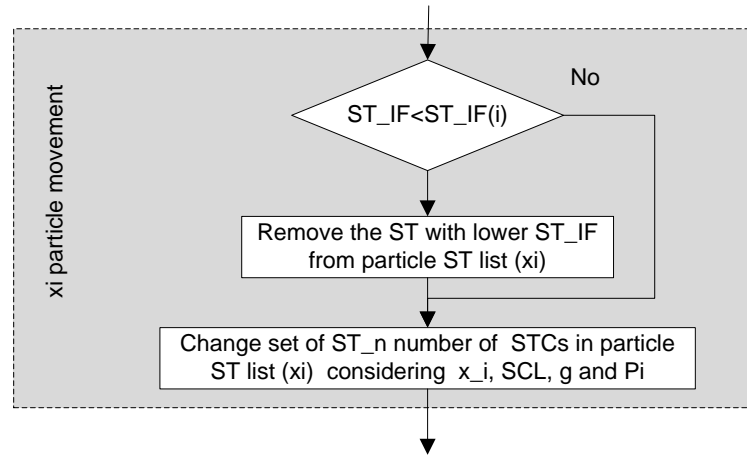 xi particle movement
ST_IF<ST_IF(i)
No
Remove the ST with lower ST_IF
from particle ST list (xi)
Change set of ST_n number of STCs in particle
ST list (xi) considering x_i, SCL, g and Pi